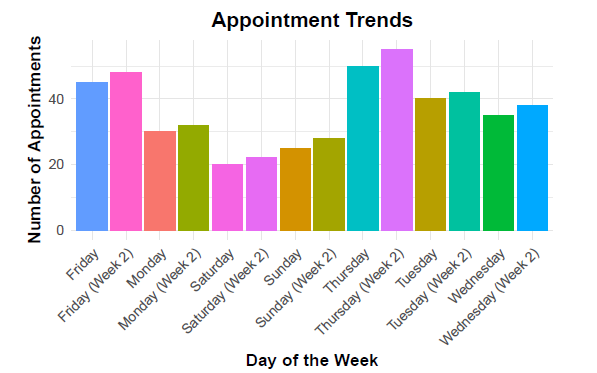 Appointment Trends
Number of Appointments
40
20
0
Friday
Friday (Week 2)
Monday
Monday (Week 2)
Saturday
Saturday (Week 2)
Sunday
Sunday (Week 2)
Thursday
Thursday (Week 2)
Tuesday
Tuesday (Week 2)
Wednesday
Wednesday (Week 2)
Day of the Week